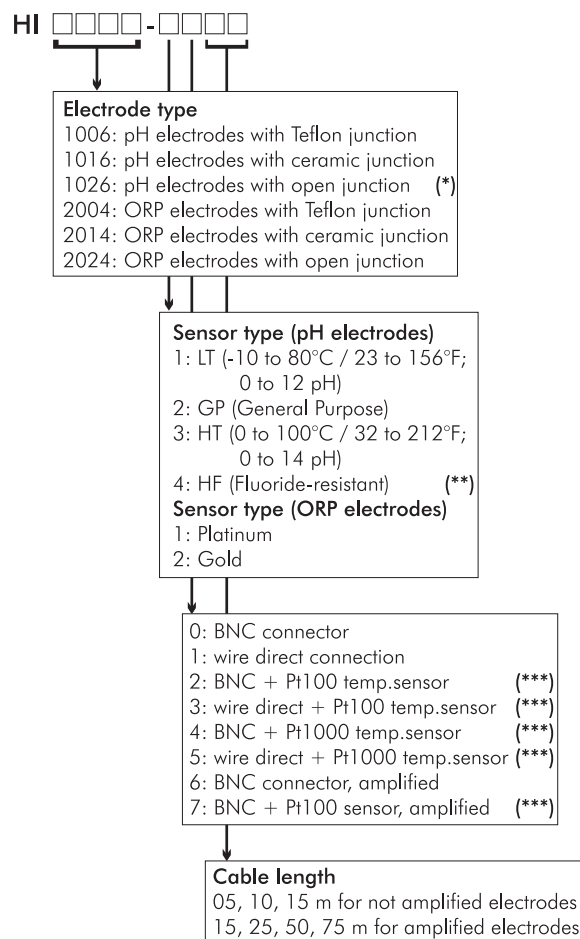 HI □□□□-□□□□
Electrode type
1006: pH electrodes with Teflon junction
1016: pH electrodes with ceramic junction
1026: pH electrodes with open junction (*)
2004: ORP electrodes with Teflon junction
2014: ORP electrodes with ceramic junction
2024: ORP electrodes with open junction
Sensor type (pH electrodes)
1: LT (-10 to 80°C / 23 to 156°F;
0 to 12 pH)
2: GP (General Purpose)
3: HT (0 to 100°C / 32 to 212°F;
0 to 14 pH)
4: HF (Fluoride-resistant) (**)
Sensor type (ORP electrodes)
1: Platinum
2: Gold
0: BNC connector
1: wire direct connection
2: BNC + Pt100 temp.sensor (***)
3: wire direct + Pt100 temp.sensor (***)
4: BNC + Pt1000 temp.sensor (***)
5: wire direct + Pt1000 temp.sensor (***)
6: BNC connector, amplified
7: BNC + Pt100 sensor, amplified (***)
Cable length
05, 10, 15 m for not amplified electrodes
15, 25, 50, 75 m for amplified electrodes